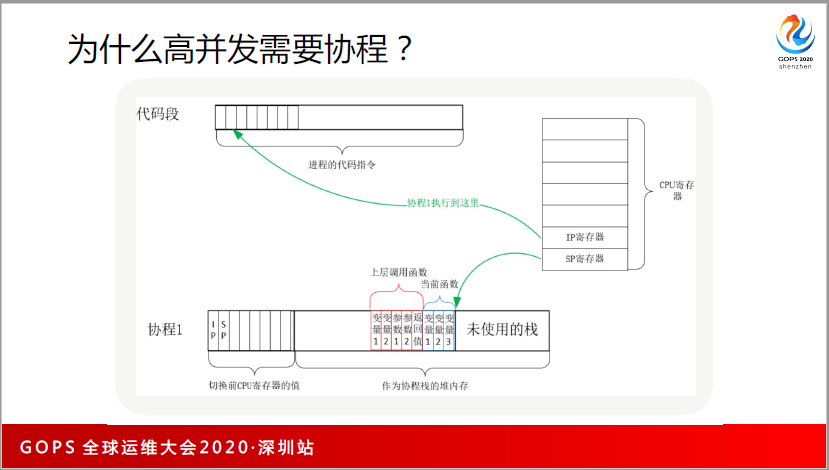 为什么高并发需要协程？
GOPS 2020
shenzhen
代码段
进程的代码指令
CPU寄存
器
协程1执行到这里
IP寄存器
SP寄存器
上层调用函数
当前函数
协程1
IP
SP
变量1
变量2
参数1
参数2
返回值
变量1
变量2
变量3
未使用的栈
切换前CPU寄存器的值
作为协程栈的堆内存
GOPS 全球运维大会2020·深圳站